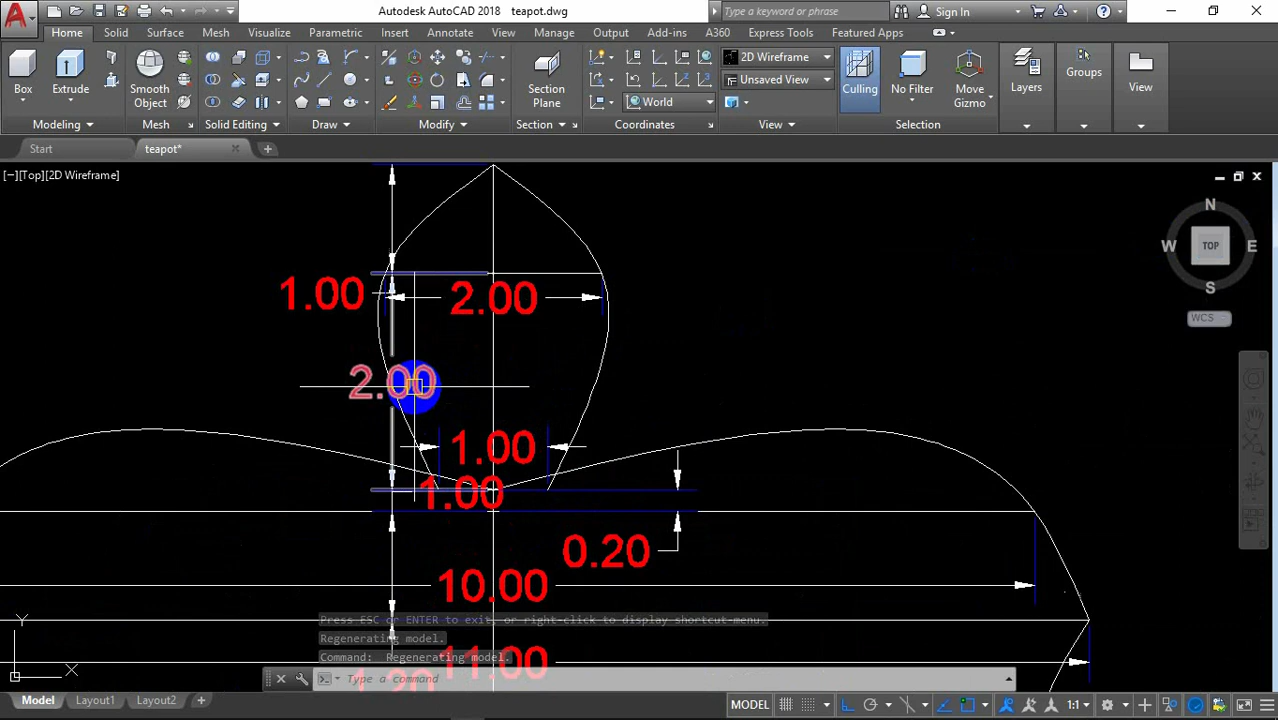 Autodesk AutoCAD 2018 teapot.dwg
Type a keyword or phrase
Sign In
Home Solid Surface Mesh Visualize Parametric Insert Annotate View Manage Output Add-ins A360 Express Tools Featured Apps
Box
Extrude
Smooth
Object
Section
Plane
2D Wireframe
Unsaved View
World
Culling
No Filter
Move
Gizmo
Layers
Groups
View
Modeling Mesh Solid Editing Draw Modify Section Coordinates View Selection
Start
teapot*
[−][Top][2D Wireframe]
N
W TOP E
S
WCS
1.00
2.00
2.00
1.00
1.00
0.20
10.00
11.00
1.20
Y
X
Press ESC or ENTER to exit, or right-click to display shortcut-menu.
Regenerating model.
Command: Regenerating model.
Type a command
Model Layout1 Layout2
MODEL
1:1